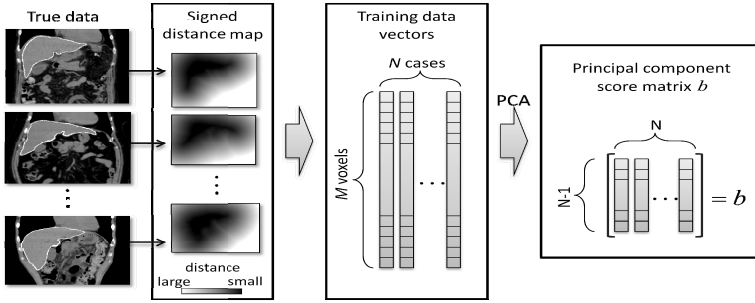 True data
Signed
distance map
distance
large small
Training data
vectors
N cases
M voxels
PCA
Principal component
score matrix b
N
N-1
= b